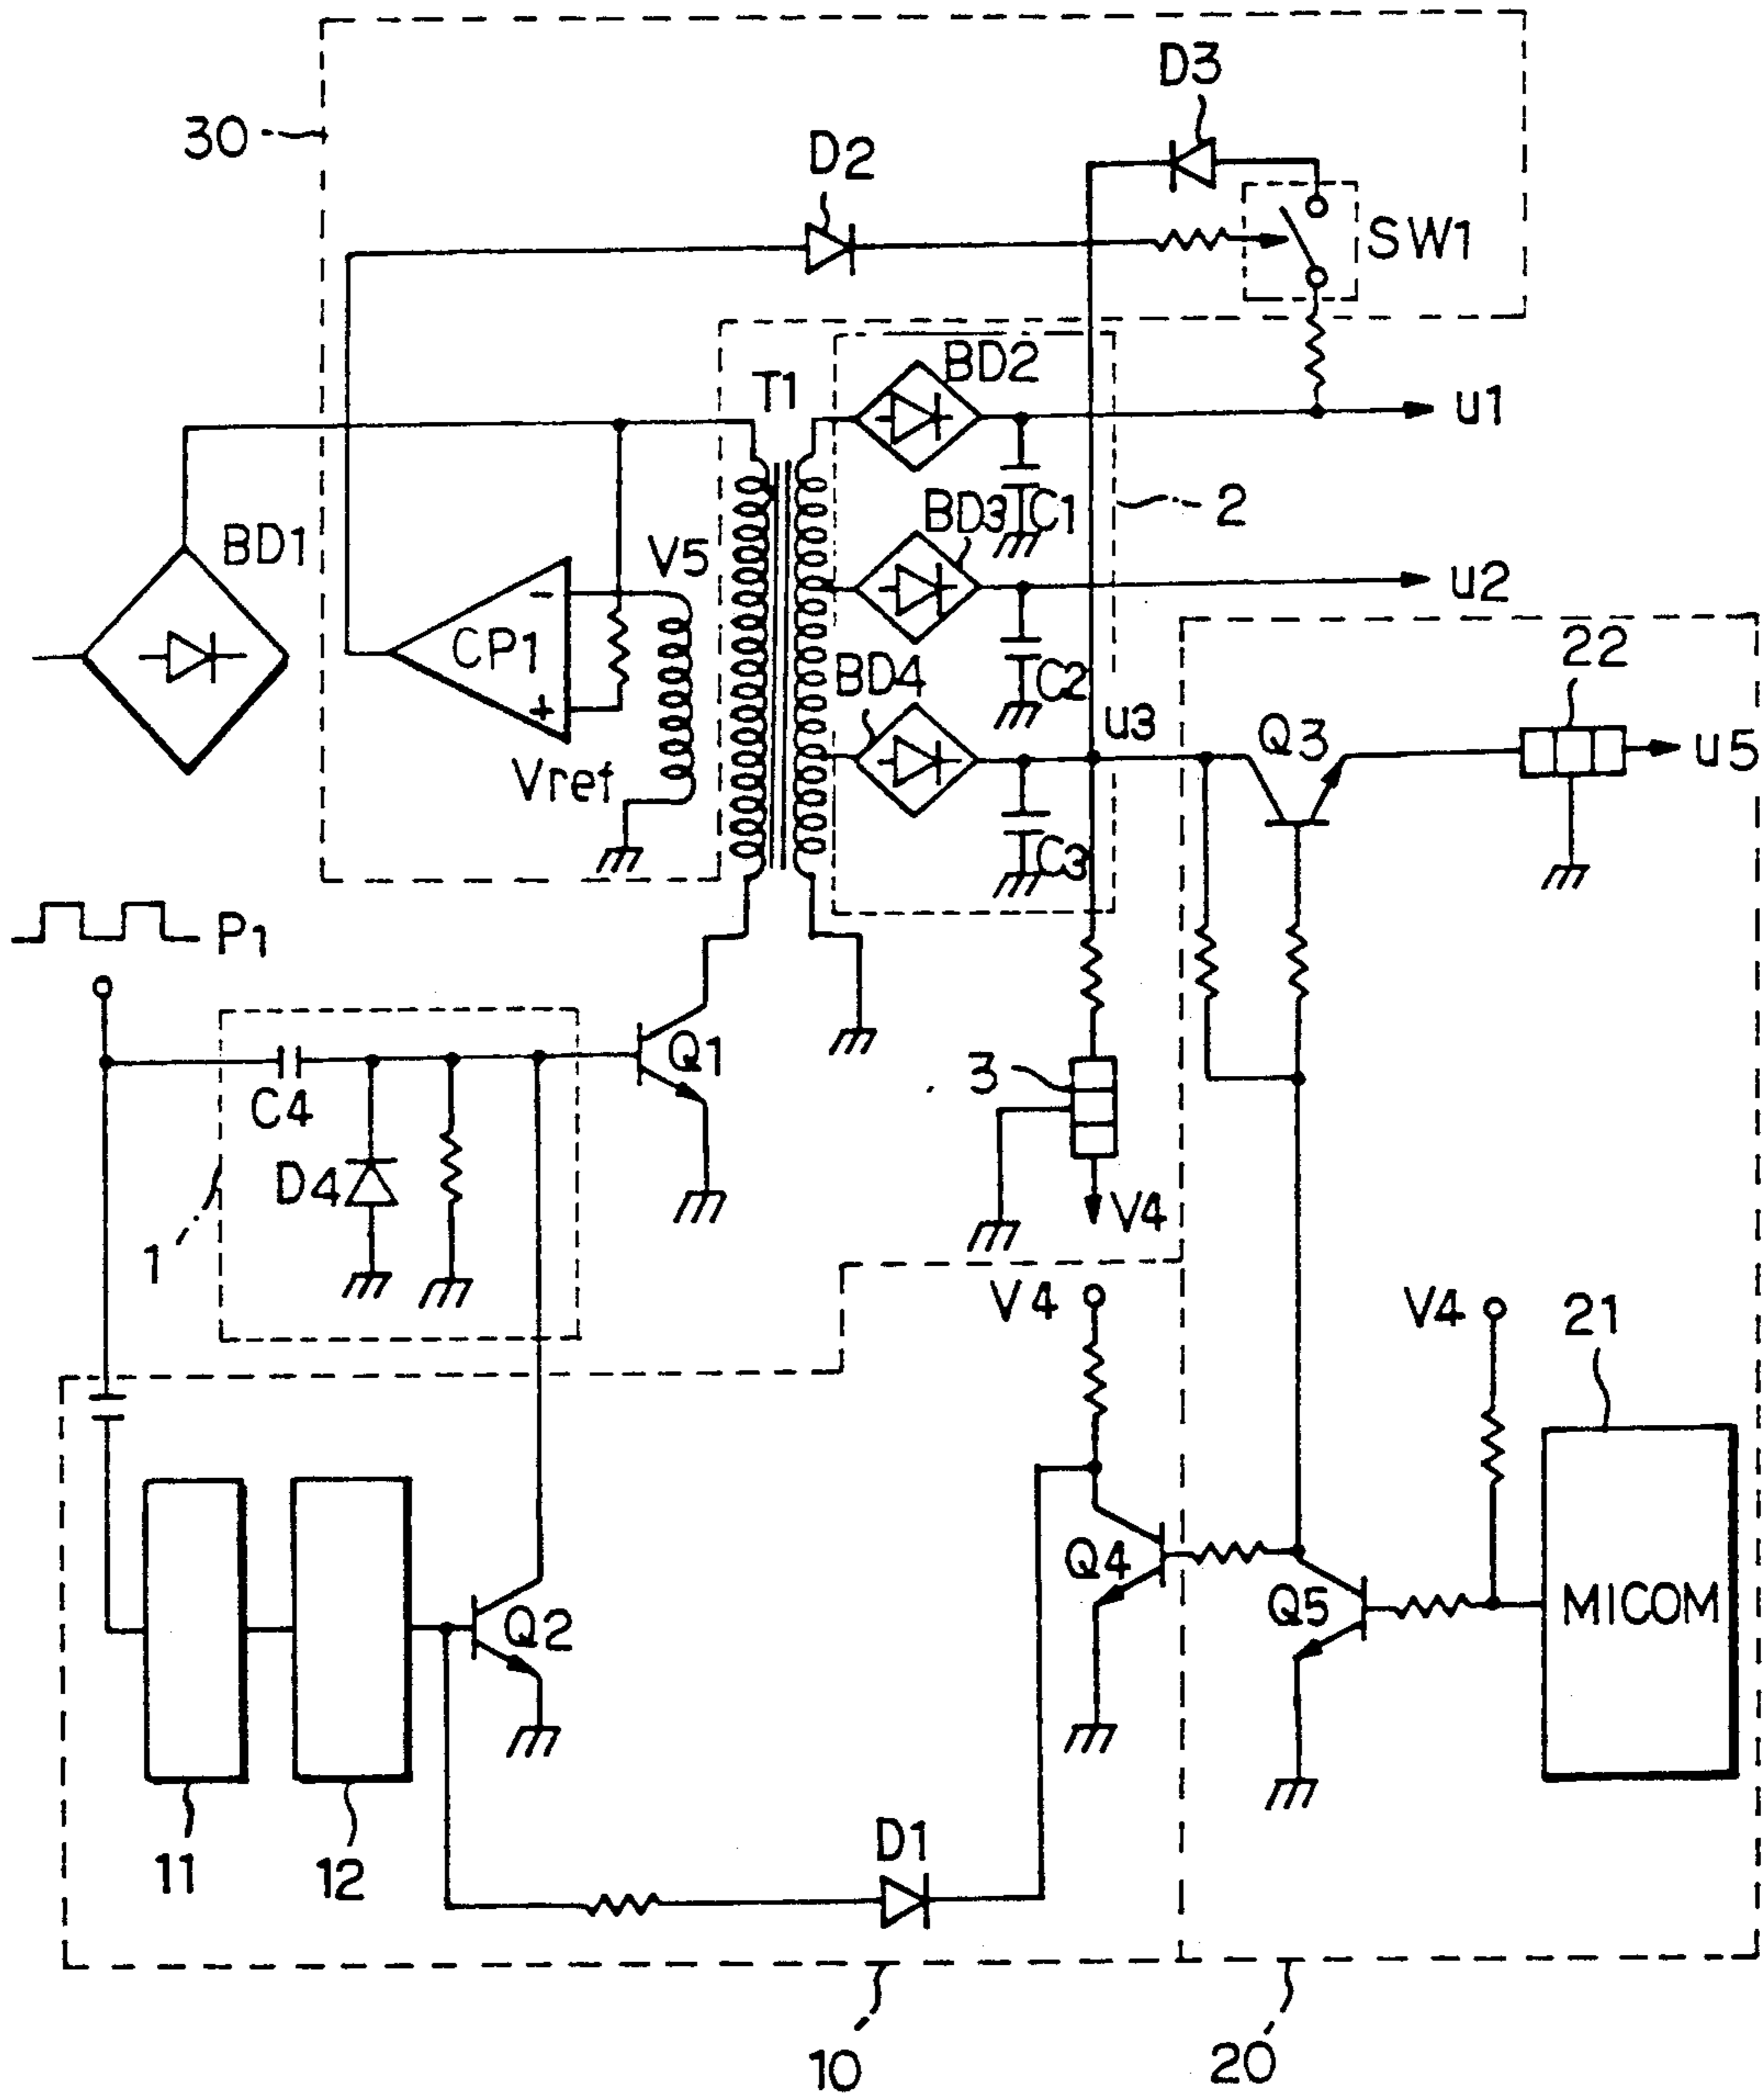 D3
30
D2
SW1
BD2
T1
u1
BD1
V5
BD3
C1
2
u2
CP1
-
+
22
BD4
C2
u3
Q3
u5
Vref
C3
P1
Q1
C4
3
D4
V4
1
V4
V4
21
Q4
Q5
MICOM
Q2
11
12
D1
10
20